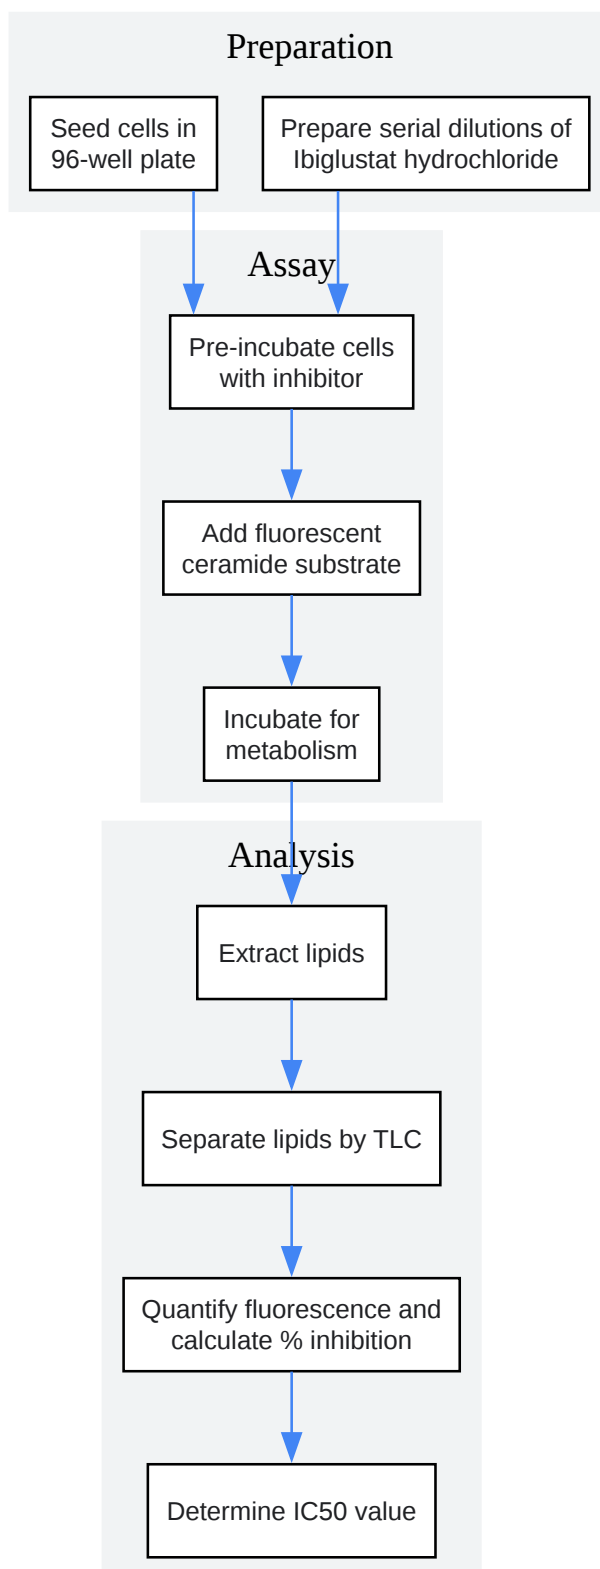 Preparation
Seed cells in
96-well plate
Prepare serial dilutions of
Ibiglustat hydrochloride
Assay
Pre-incubate cells
with inhibitor
Add fluorescent
ceramide substrate
Incubate for
metabolism
Analysis
Extract lipids
Separate lipids by TLC
Quantify fluorescence and
calculate % inhibition
Determine IC50 value